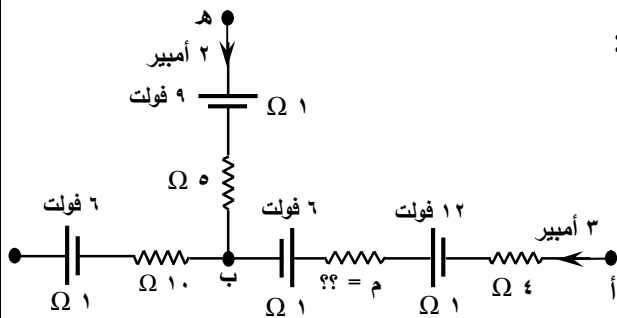 هـ
٢ أمبير
٩ فولت
Ω ١
Ω ٥
٦ فولت
٦ فولت
١٢ فولت
٣ أمبير
Ω ١٠
ب
م = ؟؟
Ω ٤
أ
Ω ١
Ω ١
Ω ١